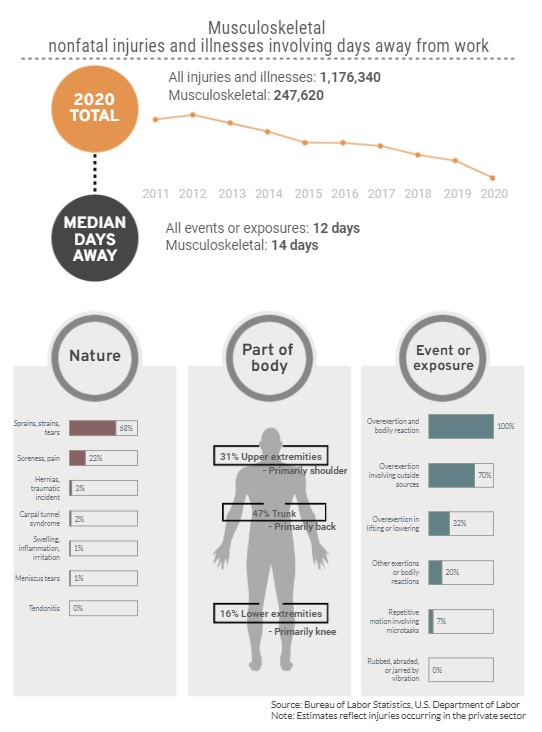 Musculoskeletal
nonfatal injuries and illnesses involving days away from work
2020
TOTAL
All injuries and illnesses: 1,176,340
Musculoskeletal: 247,620
2011 2012 2013 2014 2015 2016 2017 2018 2019 2020
MEDIAN
DAYS
AWAY
All events or exposures: 12 days
Musculoskeletal: 14 days
Nature
Sprains, strains,
tears
68%
Soreness, pain
23%
Hernias,
traumatic
incident
3%
Carpal tunnel
syndrome
2%
Swelling,
inflammation,
irritation
1%
Meniscus tears
1%
Tendonitis
0%
Part of
body
31% Upper extremities
- Primarily shoulder
47% Trunk
- Primarily back
16% Lower extremities
- Primarily knee
Event or
exposure
Overexertion and
bodily reaction
100%
Overexertion
involving outside
sources
70%
Overexertion in
lifting or lowering
32%
Other exertions
or bodily
reactions
20%
Repetitive
motion involving
microtasks
7%
Rubbed, abraded,
or jarred by
vibration
0%
Source: Bureau of Labor Statistics, U.S. Department of Labor
Note: Estimates reflect injuries occurring in the private sector